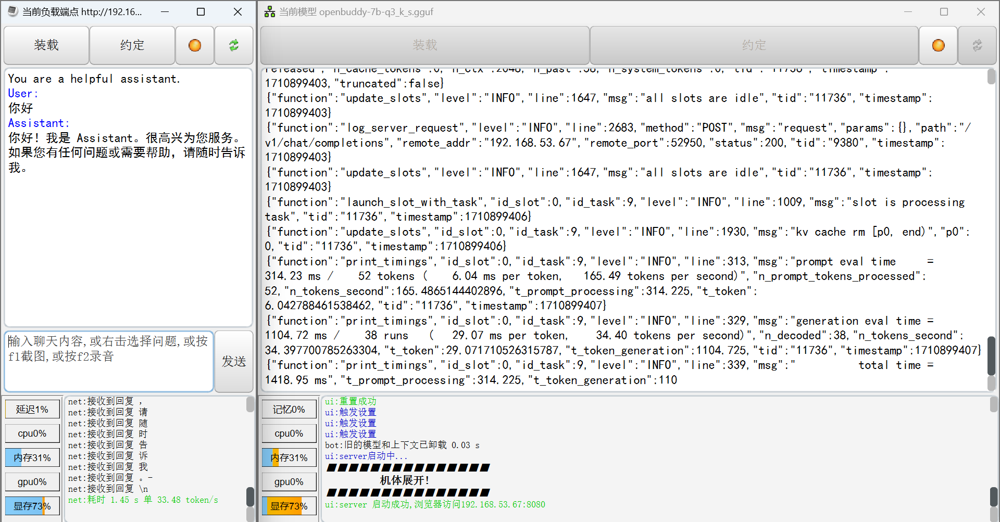 当前负载端点 http://192.16...
装载
约定
You are a helpful assistant.
User:
你好
Assistant:
你好！我是 Assistant。很高兴为您服务。
如果您有任何问题或需要帮助，请随时告诉
我。
输入聊天内容,或右击选择问题,或按
f1截图,或按f2录音
发送
延迟1%
cpu0%
内存31%
gpu0%
显存73%
net:接收到回复 ，
net:接收到回复 请
net:接收到回复 随
net:接收到回复 时
net:接收到回复 告
net:接收到回复 诉
net:接收到回复 我
net:接收到回复 。-
net:接收到回复 \n
net:耗时 1.45 s 单 33.48 token/s
当前模型 openbuddy-7b-q3_k_s.gguf
装载
约定
released","n_cache_tokens":0,"n_ctx":2048,"n_past":58,"n_system_tokens":0,"tid":"11736","timestamp":
1710899403,"truncated":false}
{"function":"update_slots","level":"INFO","line":1647,"msg":"all slots are idle","tid":"11736","timestamp":
1710899403}
{"function":"log_server_request","level":"INFO","line":2683,"method":"POST","msg":"request","params":{},"path":"/
v1/chat/completions","remote_addr":"192.168.53.67","remote_port":52950,"status":200,"tid":"9380","timestamp":
1710899403}
{"function":"update_slots","level":"INFO","line":1647,"msg":"all slots are idle","tid":"11736","timestamp":
1710899403}
{"function":"launch_slot_with_task","id_slot":0,"id_task":9,"level":"INFO","line":1009,"msg":"slot is processing
task","tid":"11736","timestamp":1710899406}
{"function":"update_slots","id_slot":0,"id_task":9,"level":"INFO","line":1930,"msg":"kv cache rm [p0, end)","p0":
0,"tid":"11736","timestamp":1710899406}
{"function":"print_timings","id_slot":0,"id_task":9,"level":"INFO","line":313,"msg":"prompt eval time     =
314.23 ms /    52 tokens (    6.04 ms per token,   165.49 tokens per second)","n_prompt_tokens_processed":
52,"n_tokens_second":165.4865144402896,"t_prompt_processing":314.225,"t_token":
6.042788461538462,"tid":"11736","timestamp":1710899407}
{"function":"print_timings","id_slot":0,"id_task":9,"level":"INFO","line":329,"msg":"generation eval time =
1104.72 ms /    38 runs   (   29.07 ms per token,    34.40 tokens per second)","n_decoded":38,"n_tokens_second":
34.397700785263304,"t_token":29.071710526315787,"t_token_generation":1104.725,"tid":"11736","timestamp":1710899407}
{"function":"print_timings","id_slot":0,"id_task":9,"level":"INFO","line":339,"msg":"          total time =
1418.95 ms","t_prompt_processing":314.225,"t_token_generation":110
记忆0%
cpu0%
内存31%
gpu0%
显存73%
ui:重置成功
ui:触发设置
ui:触发设置
ui:触发设置
bot:旧的模型和上下文已卸载 0.03 s
ui:server启动中...
机体展开！
ui:server 启动成功,浏览器访问192.168.53.67:8080